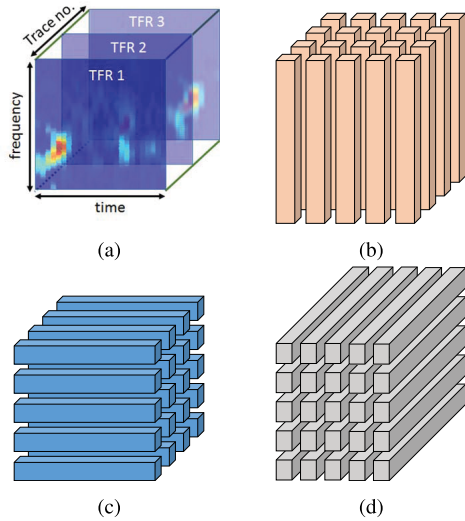 Trace no.
TFR 3
TFR 2
TFR 1
frequency
time
(a)
(b)
(c)
(d)